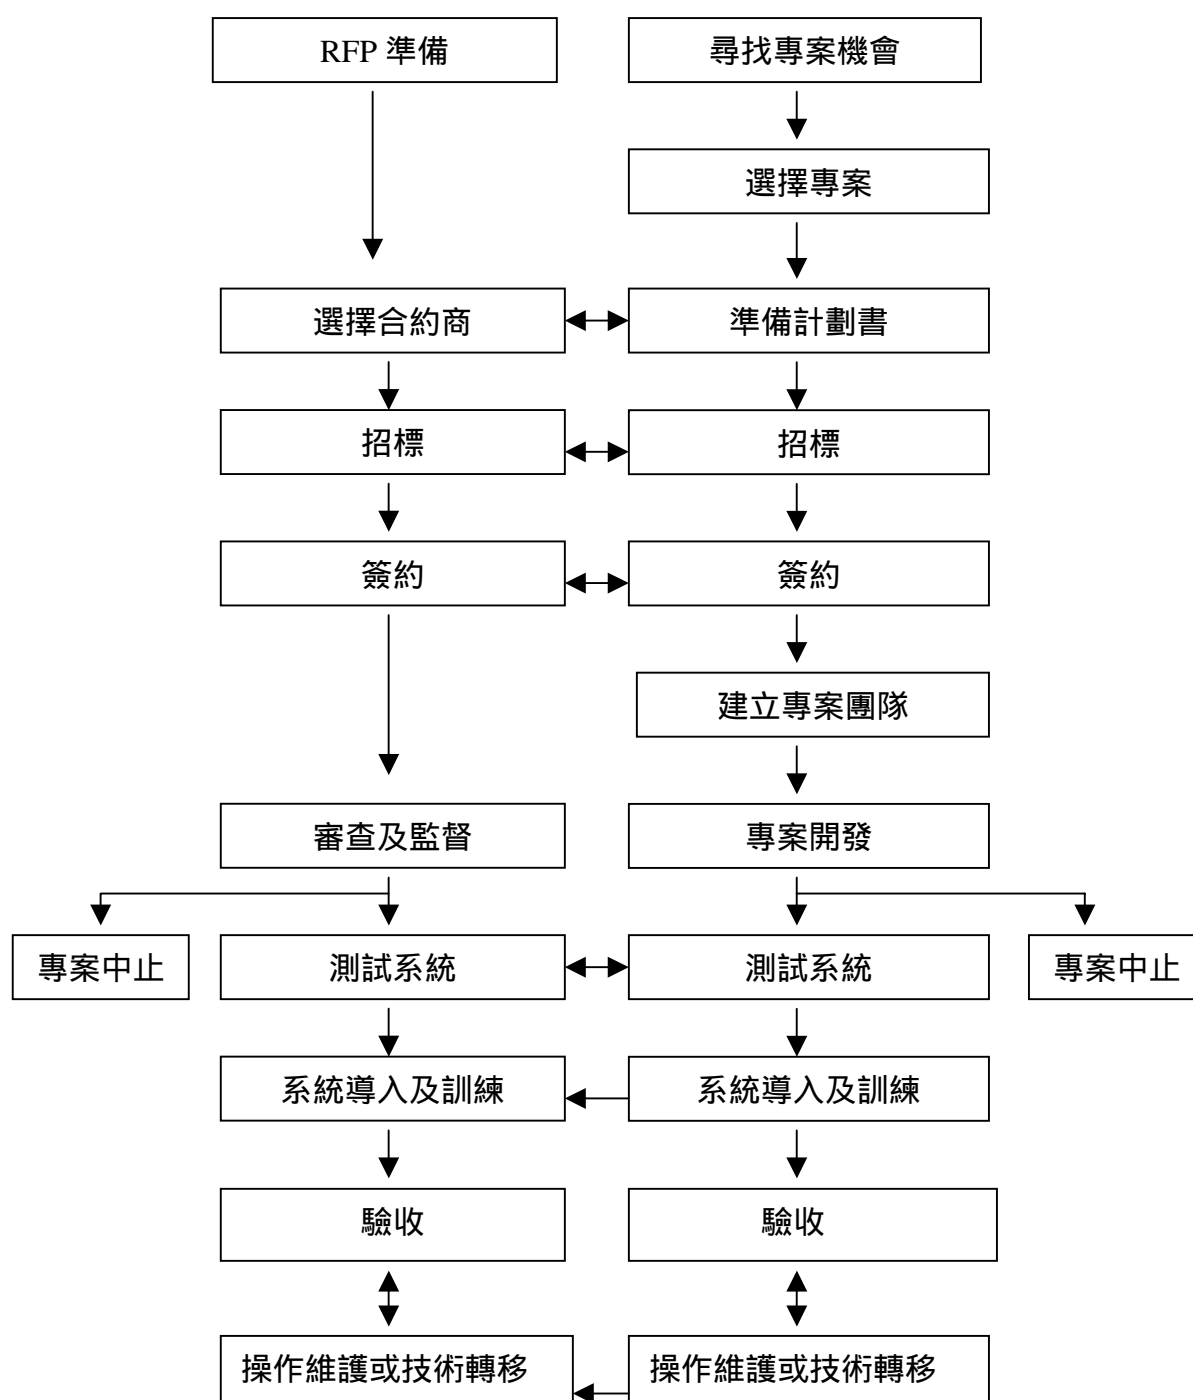 RFP 準備
尋找專案機會
選擇專案
選擇合約商
準備計劃書
招標
招標
簽約
簽約
建立專案團隊
審查及監督
專案開發
專案中止
測試系統
測試系統
專案中止
系統導入及訓練
系統導入及訓練
驗收
驗收
操作維護或技術轉移
操作維護或技術轉移